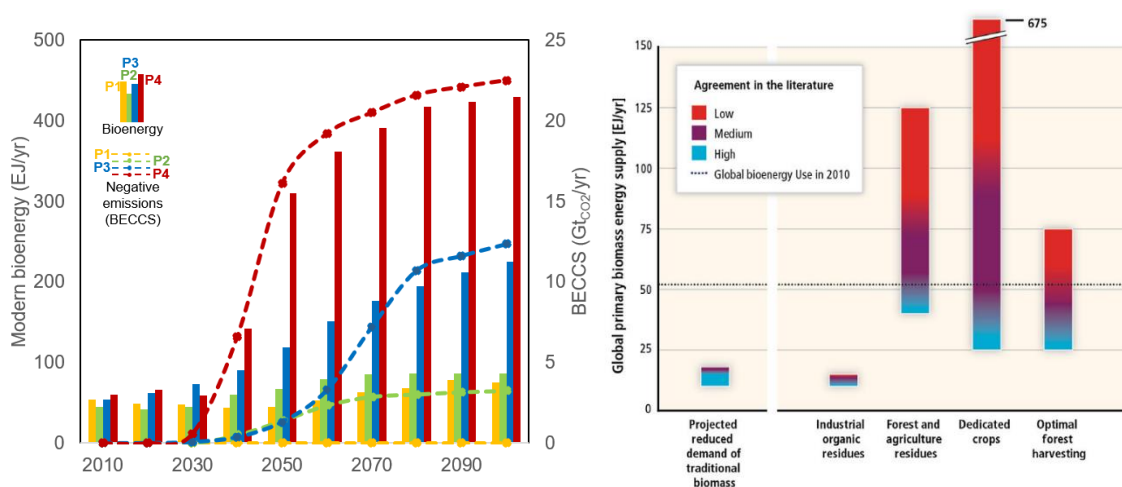 500
400
300
200
100
0
Modern bioenergy (EJ/yr)
P3
P2
P1
P4
Bioenergy
P1
P2
P3
P4
Negative
emissions
(BECCS)
25
20
15
10
5
0
BECCS (GtCO2/yr)
2010
2030
2050
2070
2090
675
150
125
100
75
50
25
0
Global primary biomass energy supply [EJ/yr]
Agreement in the literature
Low
Medium
High
Global bioenergy Use in 2010
Projected
reduced
demand of
traditional
biomass
Industrial
organic
residues
Forest and
agriculture
residues
Dedicated
crops
Optimal
forest
harvesting